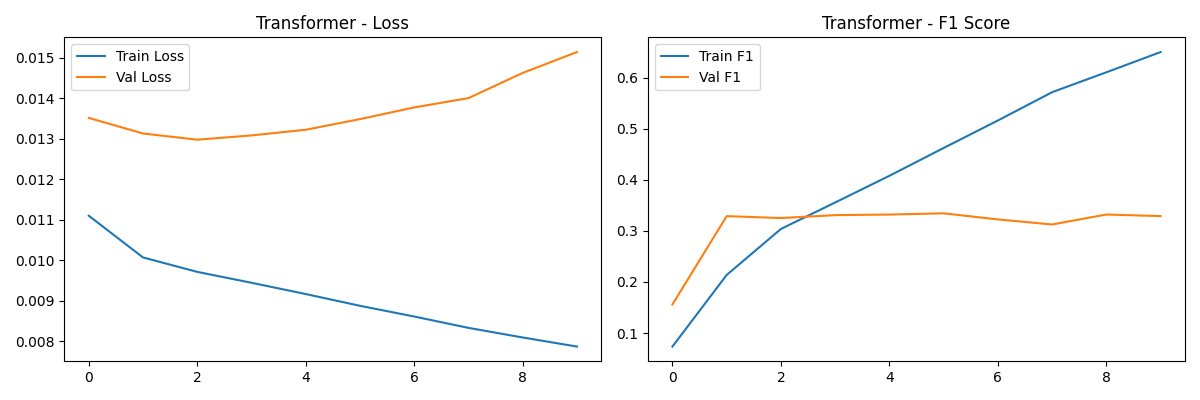 Transformer - Loss
Train Loss
Val Loss
0.015
0.014
0.013
0.012
0.011
0.010
0.009
0.008
0 2 4 6 8
Transformer - F1 Score
Train F1
Val F1
0.6
0.5
0.4
0.3
0.2
0.1
0 2 4 6 8